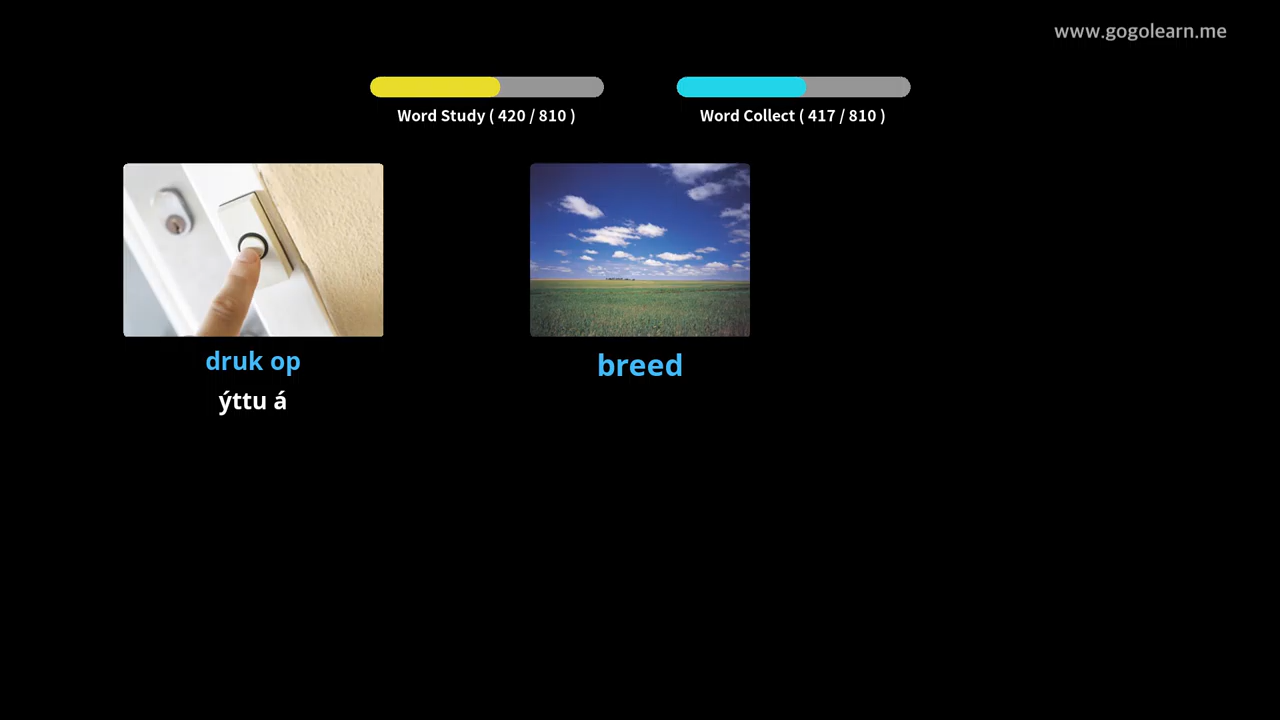 www.gogolearn.me
Word Study ( 420 / 810 )
Word Collect ( 417 / 810 )
druk op
ýttu á
breed